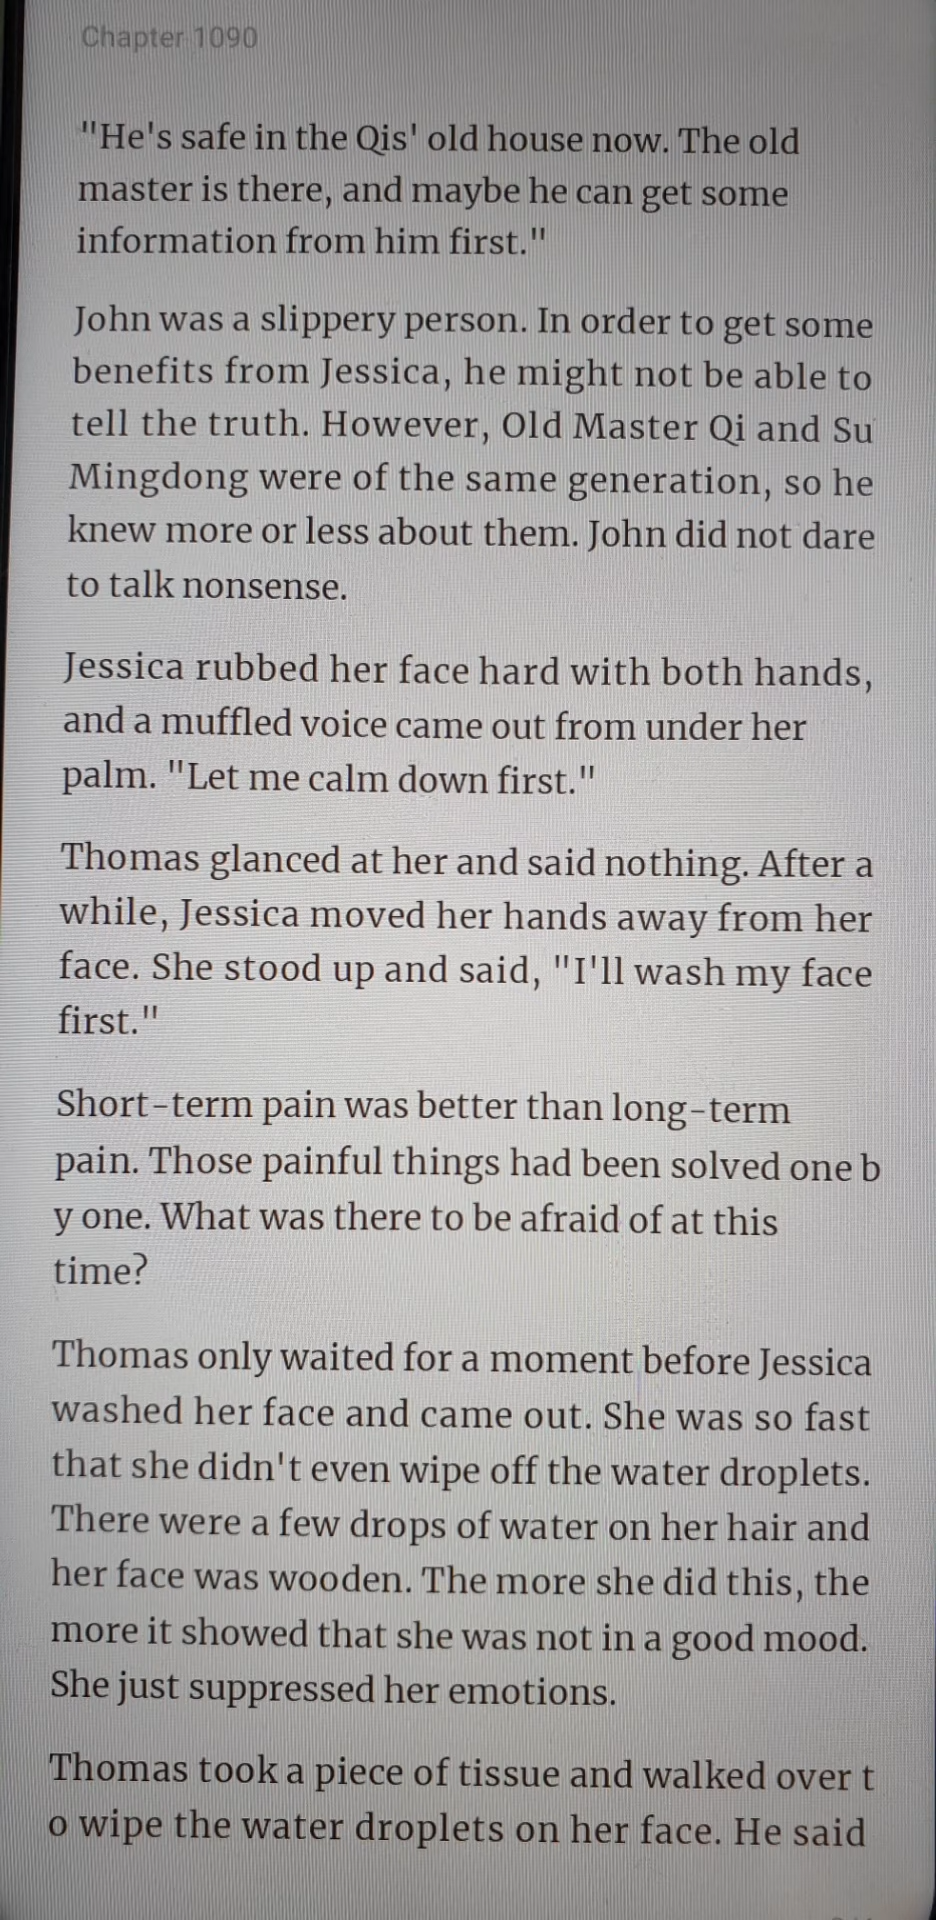 Chapter 1090
"He's safe in the Qis' old house now. The old
master is there, and maybe he can get some
information from him first."
John was a slippery person. In order to get some
benefits from Jessica, he might not be able to
tell the truth. However, Old Master Qi and Su
Mingdong were of the same generation, so he
knew more or less about them. John did not dare
to talk nonsense.
Jessica rubbed her face hard with both hands,
and a muffled voice came out from under her
palm. "Let me calm down first."
Thomas glanced at her and said nothing. After a
while, Jessica moved her hands away from her
face. She stood up and said, "I'll wash my face
first."
Short-term pain was better than long-term
pain. Those painful things had been solved one b
y one. What was there to be afraid of at this
time?
Thomas only waited for a moment before Jessica
washed her face and came out. She was so fast
that she didn't even wipe off the water droplets.
There were a few drops of water on her hair and
her face was wooden. The more she did this, the
more it showed that she was not in a good mood.
She just suppressed her emotions.
Thomas took a piece of tissue and walked over t
o wipe the water droplets on her face. He said